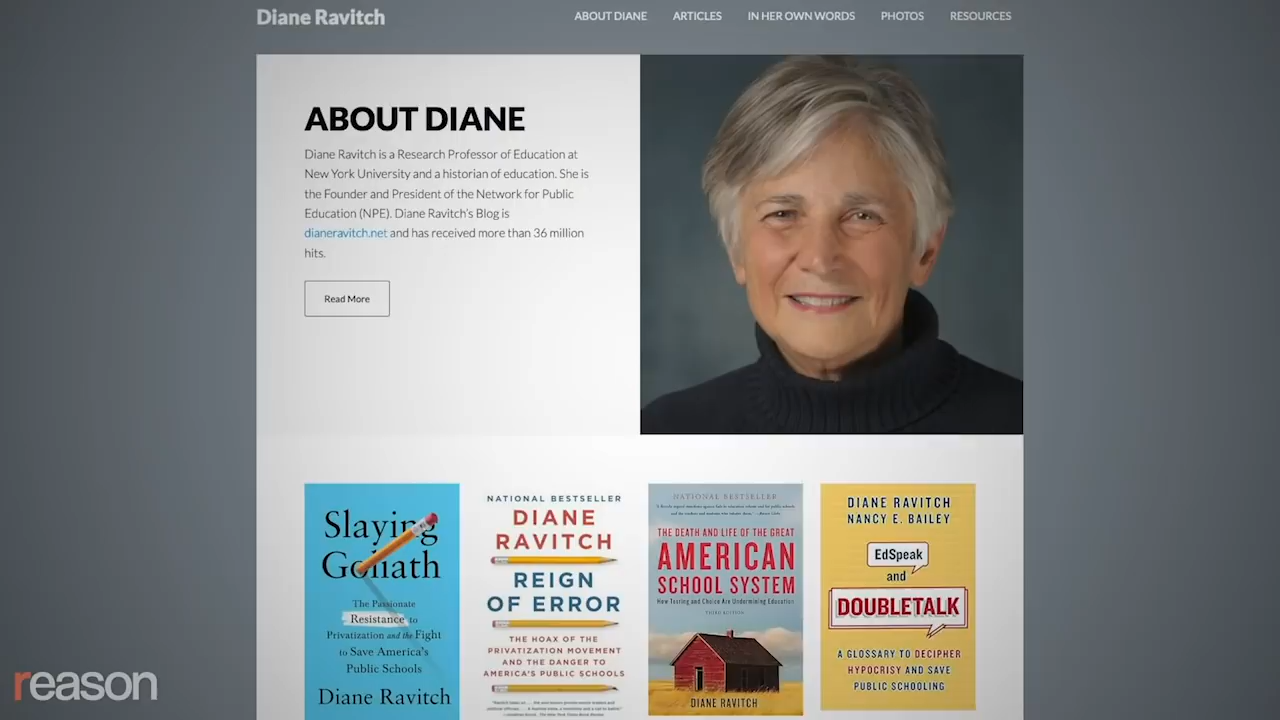 Diane Ravitch
ABOUT DIANE
ARTICLES
IN HER OWN WORDS
PHOTOS
RESOURCES
ABOUT DIANE
Diane Ravitch is a Research Professor of Education at
New York University and a historian of education. She is
the Founder and President of the Network for Public
Education (NPE). Diane Ravitch's Blog is
dianeravitch.net and has received more than 36 million
hits.
Read More
Slaying
Goliath
The Passionate
Resistance to
Privatization and the Fight
to Save America's
Public Schools
Diane Ravitch
NATIONAL BESTSELLER
DIANE
RAVITCH
REIGN
OF ERROR
THE HOAX OF THE
PRIVATIZATION MOVEMENT
AND THE DANGER TO
AMERICA'S PUBLIC SCHOOLS
NATIONAL BESTSELLER
THE DEATH AND LIFE OF THE GREAT
AMERICAN
SCHOOL SYSTEM
How Testing and Choice Are Undermining Education
THIRD EDITION
DIANE RAVITCH
DIANE RAVITCH
NANCY E. BAILEY
EdSpeak
and
DOUBLETALK
A GLOSSARY TO DECIPHER
HYPOCRISY AND SAVE
PUBLIC SCHOOLING
reason